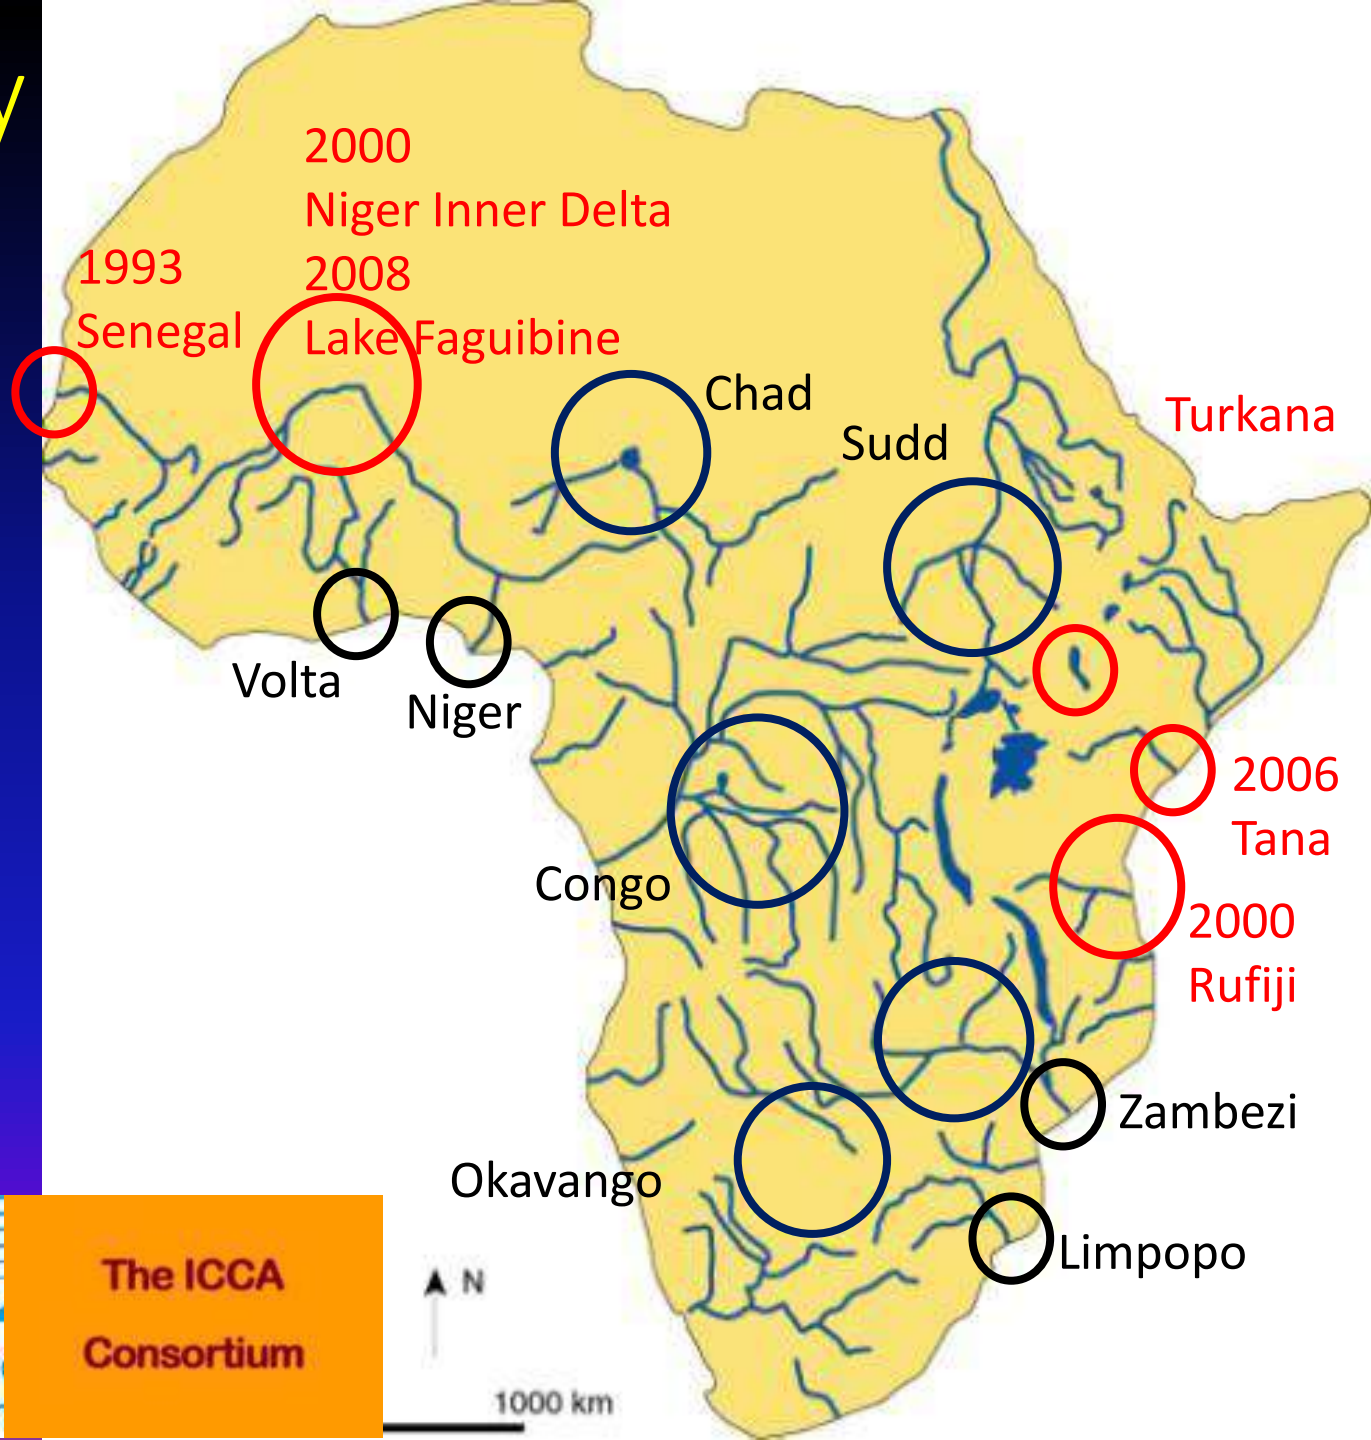 y
2000
Niger Inner Delta
2008
Lake Faguibine
1993
Senegal
Chad
Sudd
Turkana
Volta
Niger
2006
Tana
Congo
2000
Rufiji
Zambezi
Okavango
Limpopo
The ICCA
Consortium
N
1000 km